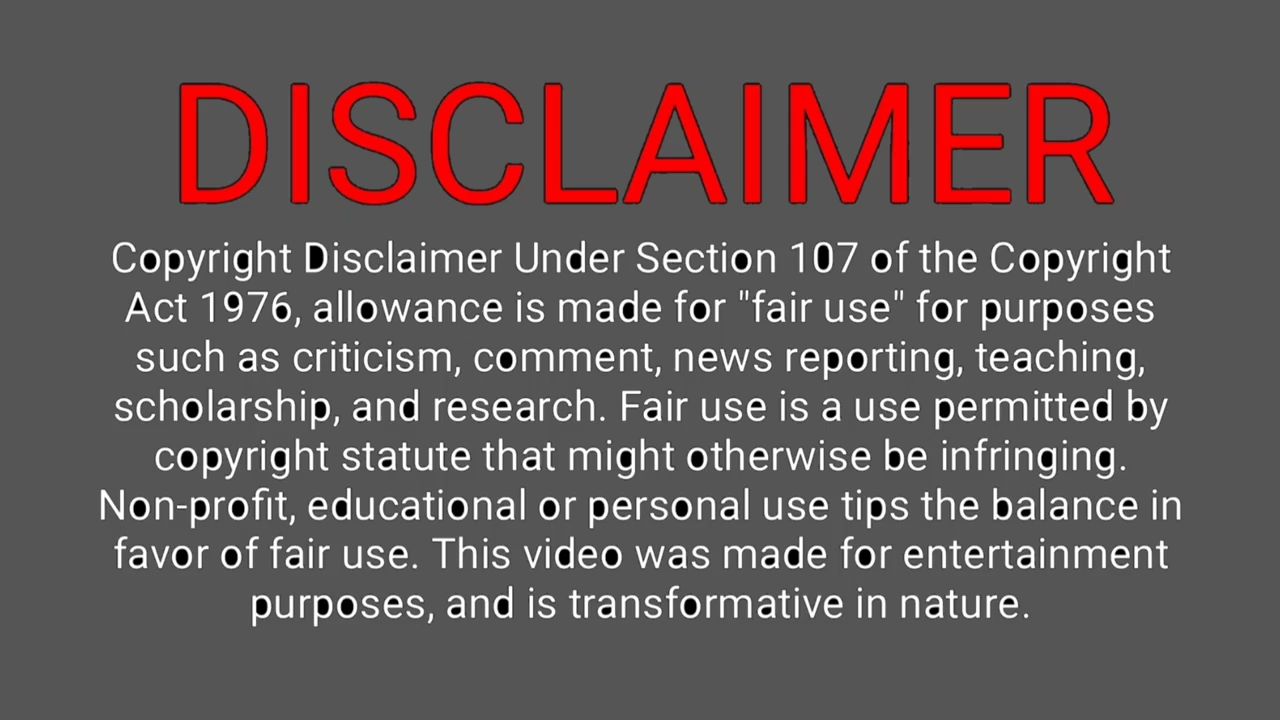 DISCLAIMER
Copyright Disclaimer Under Section 107 of the Copyright
Act 1976, allowance is made for "fair use" for purposes
such as criticism, comment, news reporting, teaching,
scholarship, and research. Fair use is a use permitted by
copyright statute that might otherwise be infringing.
Non-profit, educational or personal use tips the balance in
favor of fair use. This video was made for entertainment
purposes, and is transformative in nature.